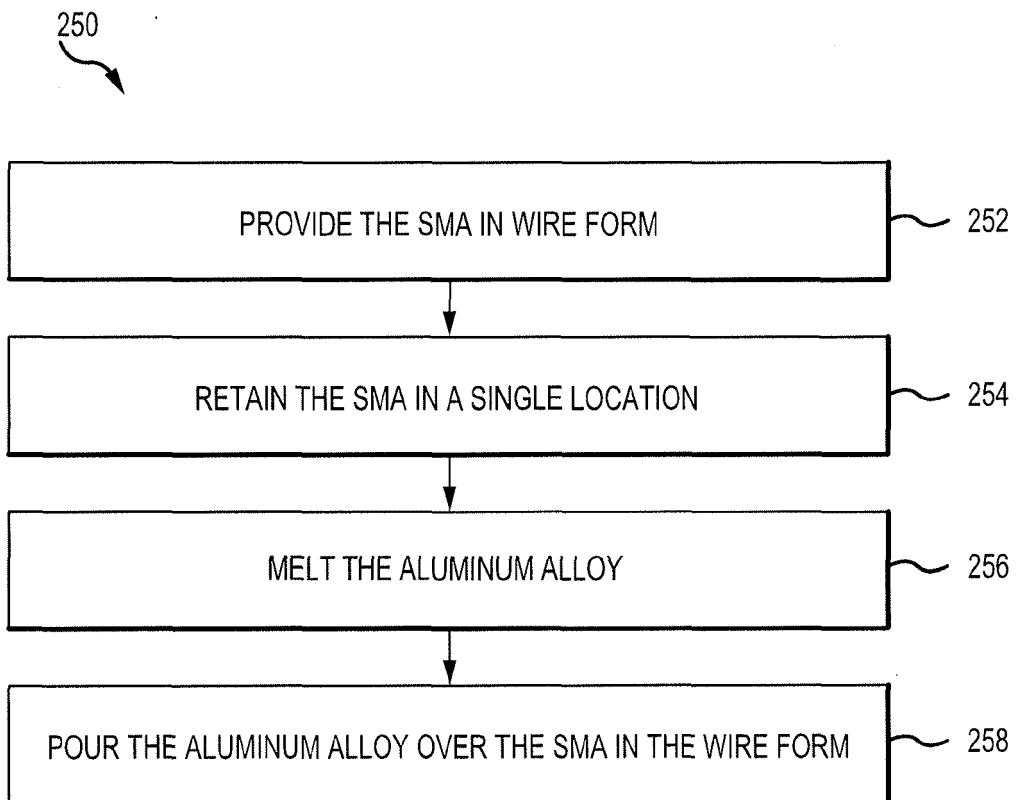 250
PROVIDE THE SMA IN WIRE FORM
252
RETAIN THE SMA IN A SINGLE LOCATION
254
MELT THE ALUMINUM ALLOY
256
POUR THE ALUMINUM ALLOY OVER THE SMA IN THE WIRE FORM
258